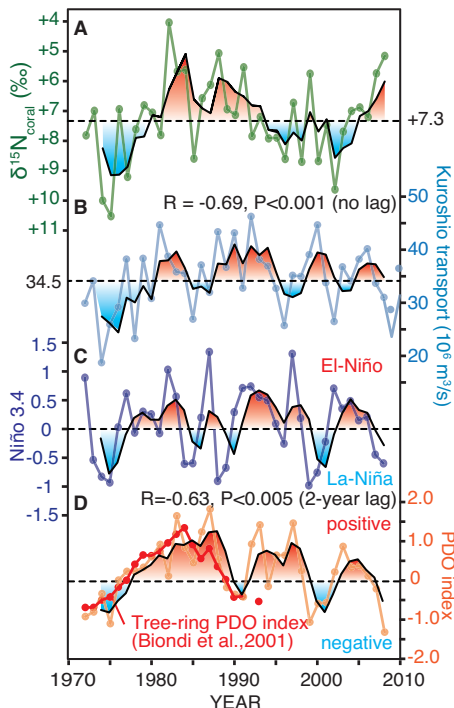 A
+4
+5
+6
+7
+8
+9
+10
+11
δ15Ncoral (‰)
+7.3
R = -0.69, P<0.001 (no lag)
B
34.5
50
40
30
20
Kuroshio transport (10⁶ m³/s)
C
1.5
1
0.5
0
-0.5
-1
-1.5
Niño 3.4
El-Niño
La-Niña
R=-0.63, P<0.005 (2-year lag)
D
positive
negative
2.0
1.0
0
-1.0
-2.0
PDO index
Tree-ring PDO index
(Biondi et al.,2001)
1970 1980 1990 2000 2010
YEAR